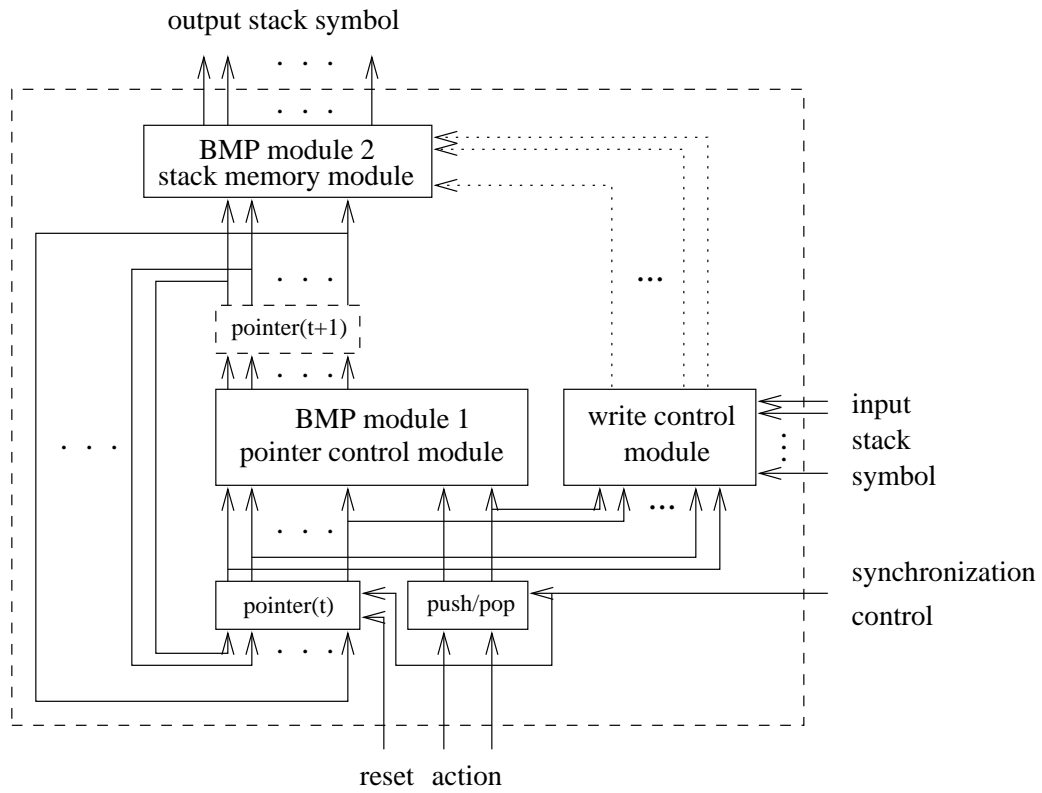 output stack symbol
. . .
. . .
BMP module 2
stack memory module
. . .
...
pointer(t+1)
. . .
BMP module 1
pointer control module
write control
module
input
stack
symbol
. . .
. . .
...
. . .
pointer(t)
push/pop
synchronization
control
. . .
reset action